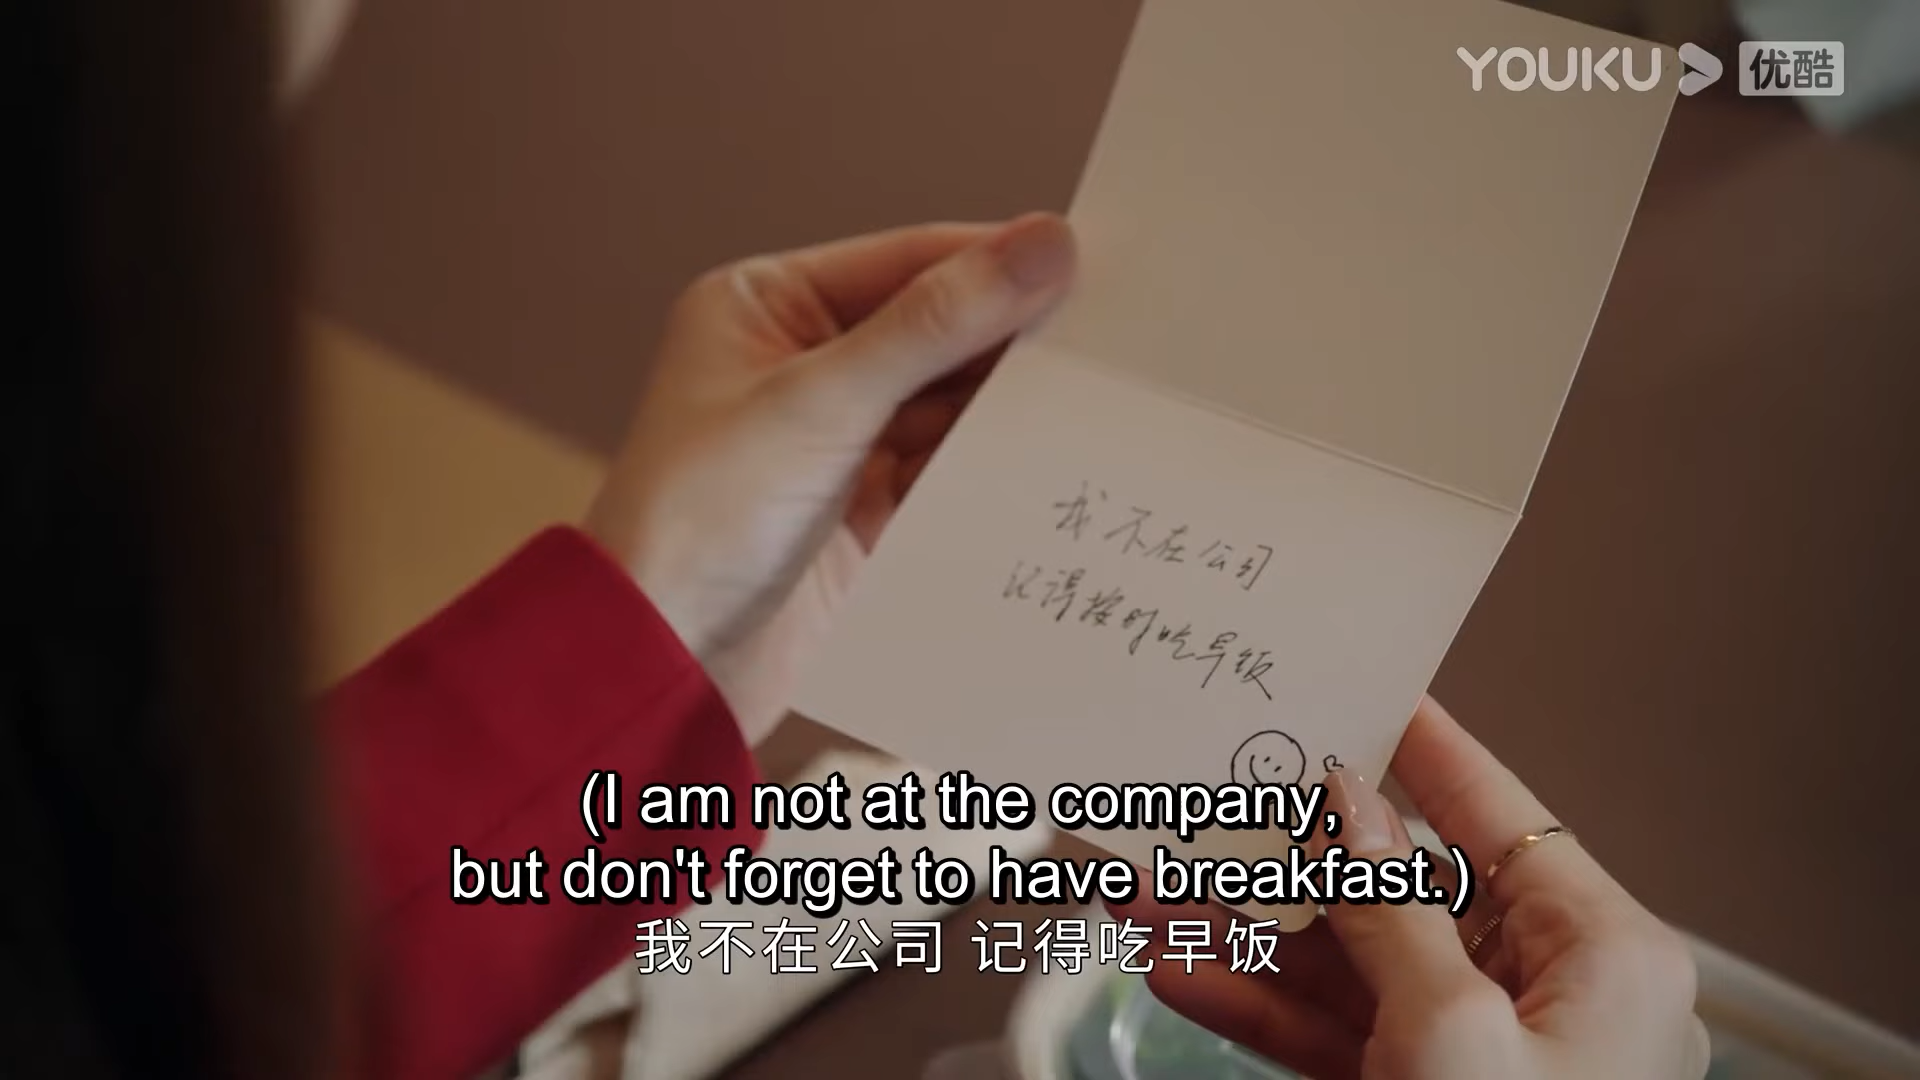 YOUKU 优酷
我不在公司
记得按时吃早饭
(I am not at the company,
but don't forget to have breakfast.)
我不在公司 记得吃早饭